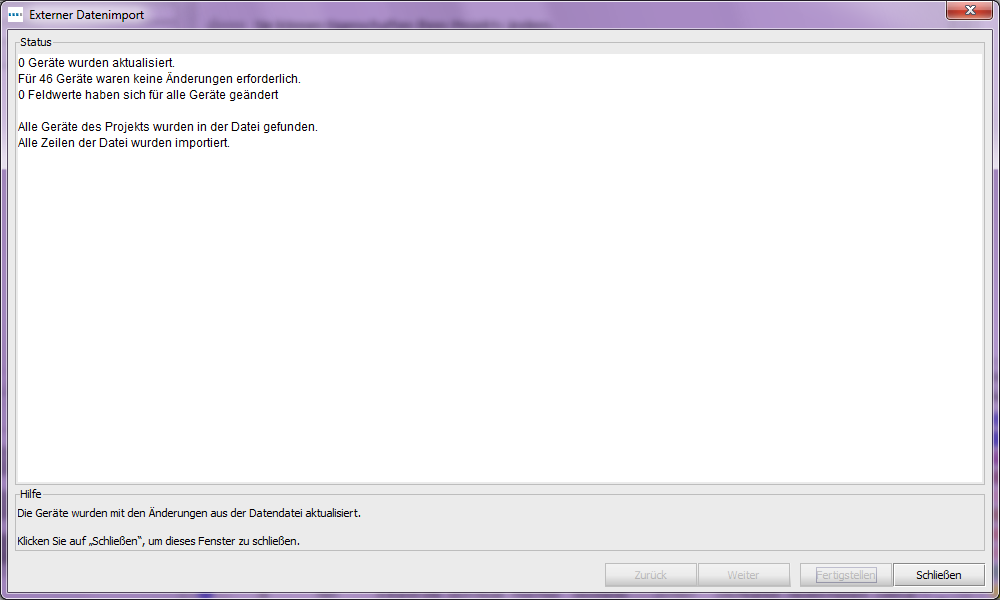 Externer Datenimport
Status
0 Geräte wurden aktualisiert.
Für 46 Geräte waren keine Änderungen erforderlich.
0 Feldwerte haben sich für alle Geräte geändert
Alle Geräte des Projekts wurden in der Datei gefunden.
Alle Zeilen der Datei wurden importiert.
Hilfe
Die Geräte wurden mit den Änderungen aus der Datendatei aktualisiert.
Klicken Sie auf „Schließen“, um dieses Fenster zu schließen.
Zurück Weiter Fertigstellen Schließen